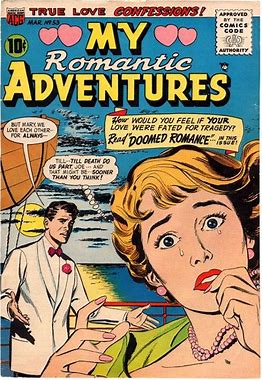 TRUE LOVE CONFESSIONS!
ACG
MAR. No. 53
10¢
APPROVED
BY THE
COMICS
CODE
AUTHORITY
MY
Romantic
ADVENTURES
BUT MARY, WE
LOVE EACH OTHER--
FOR ALWAYS--
TILL--TILL DEATH DO
US PART, JOE -- AND
THAT MIGHT BE--SOONER
THAN YOU THINK!
HOW WOULD YOU FEEL IF YOUR
LOVE WERE FATED FOR TRAGEDY?
Read "DOOMED ROMANCE"... IN THIS
ISSUE!